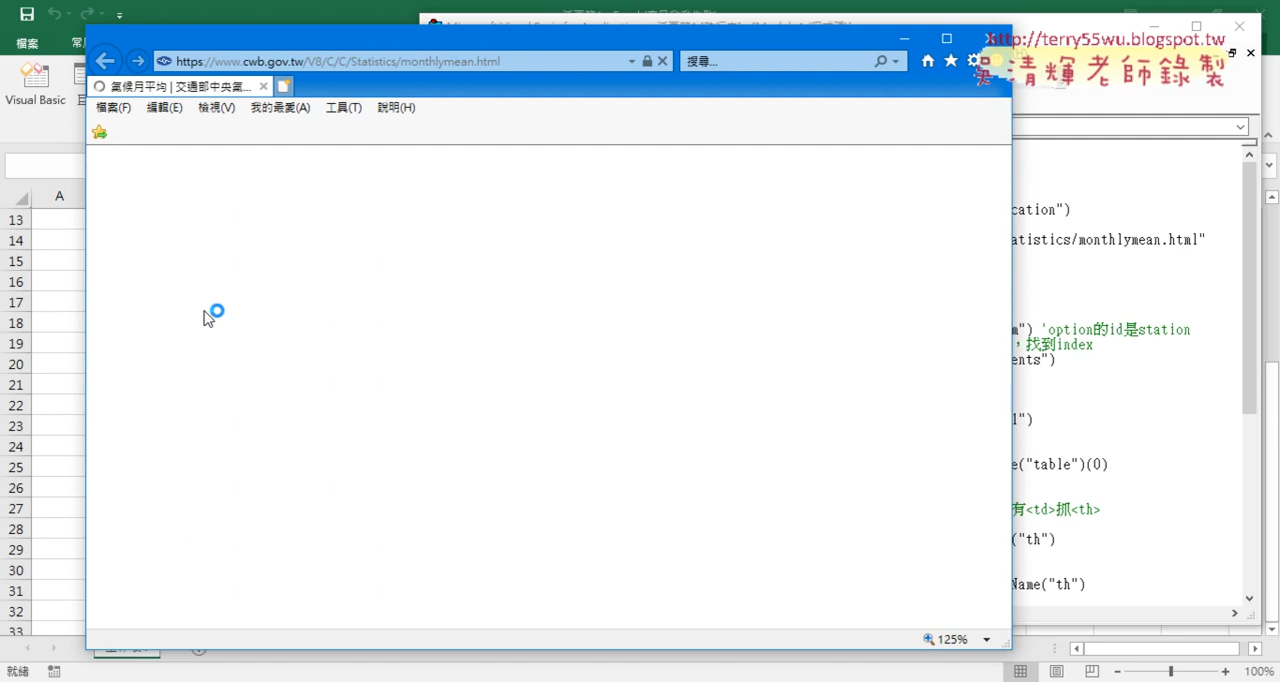 http://terry55wu.blogspot.tw
吳清輝老師錄製
檔案
Visual Basic
https://www.cwb.gov.tw/V8/C/C/Statistics/monthlymean.html
搜尋...
氣候月平均 | 交通部中央氣...
檔案(F) 編輯(E) 檢視(V) 我的最愛(A) 工具(T) 說明(H)
A
13
14
15
16
17
18
19
20
21
22
23
24
25
26
27
28
29
30
31
32
33
cation")
atistics/monthlymean.html"
n") 'option的id是station
，找到index
ents")
l")
e("table")(0)
有<td>抓<th>
("th")
Name("th")
125%
就緒
100%